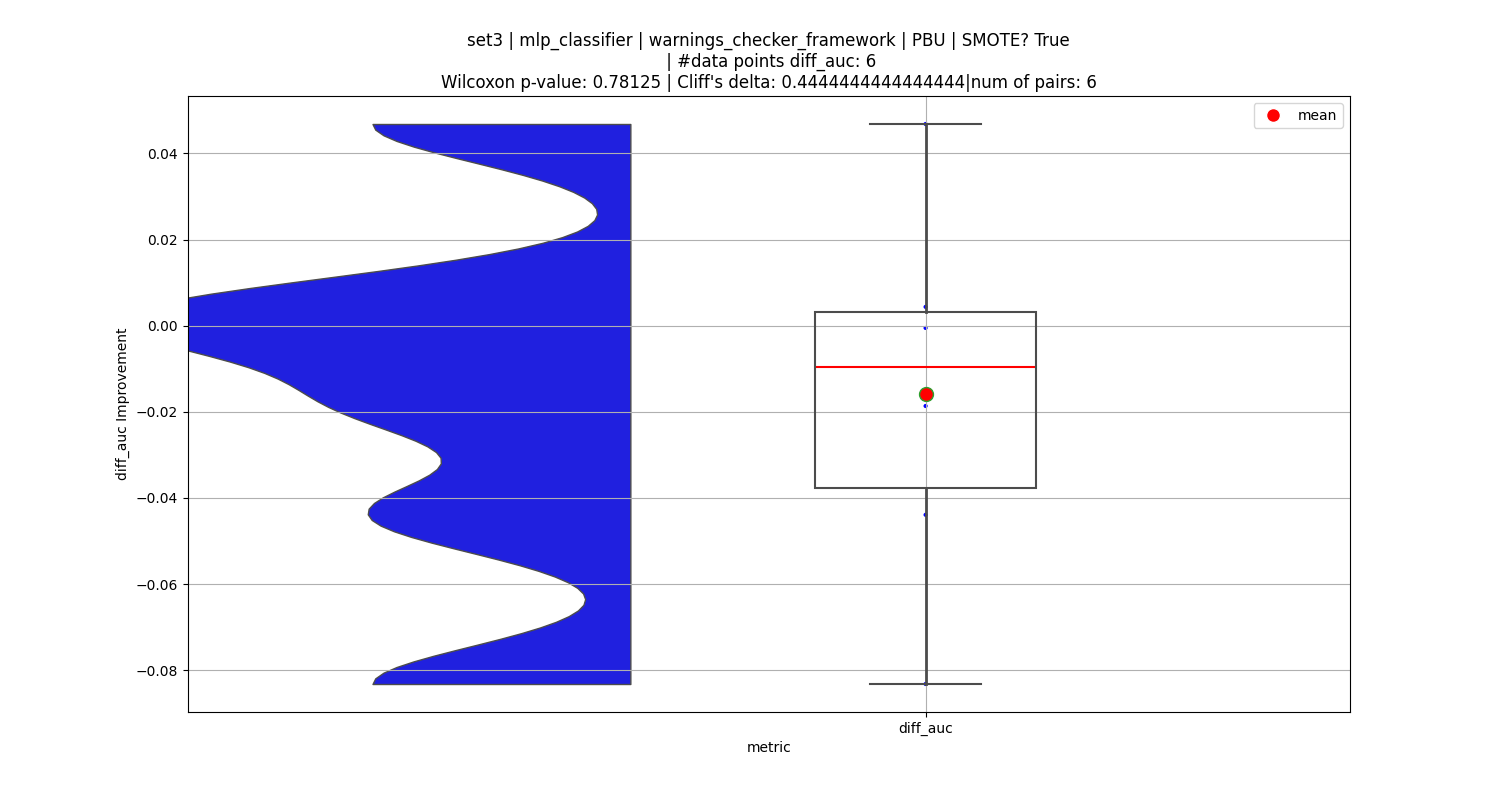 set3 | mlp_classifier | warnings_checker_framework | PBU | SMOTE? True
| #data points diff_auc: 6
Wilcoxon p-value: 0.78125 | Cliff's delta: 0.4444444444444444|num of pairs: 6
mean
0.04
0.02
0.00
−0.02
−0.04
−0.06
−0.08
diff_auc Improvement
diff_auc
metric